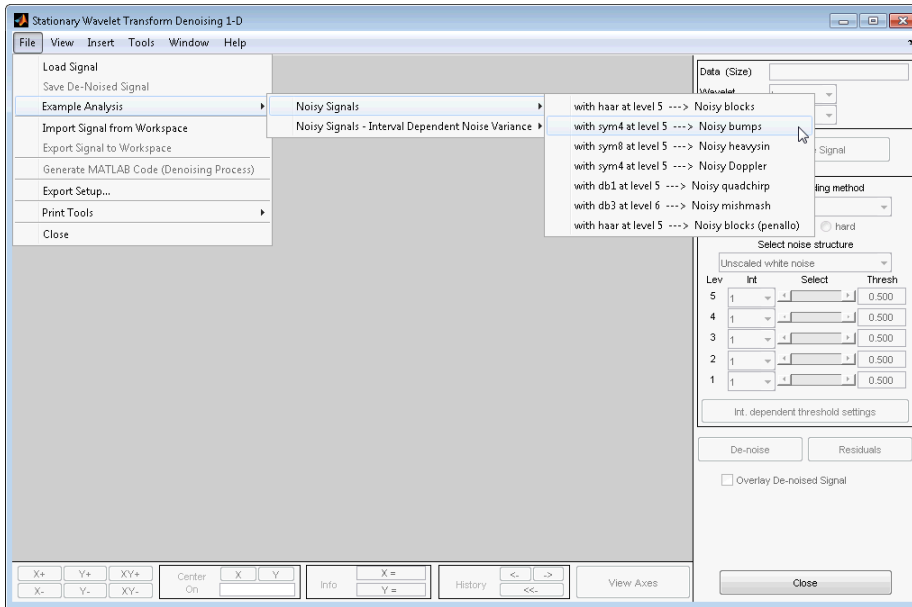 Stationary Wavelet Transform Denoising 1-D
File View Insert Tools Window Help
Load Signal
Save De-Noised Signal
Example Analysis
Import Signal from Workspace
Export Signal to Workspace
Generate MATLAB Code (Denoising Process)
Export Setup...
Print Tools
Close
Noisy Signals
Noisy Signals - Interval Dependent Noise Variance
with haar at level 5 ---> Noisy blocks
with sym4 at level 5 ---> Noisy bumps
with sym8 at level 5 ---> Noisy heavysin
with sym4 at level 5 ---> Noisy Doppler
with db1 at level 5 ---> Noisy quadchirp
with db3 at level 6 ---> Noisy mishmash
with haar at level 5 ---> Noisy blocks (penallo)
Data (Size)
Wavelet
Signal
method
hard
Select noise structure
Unscaled white noise
Lev Int Select Thresh
5 1 0.500
4 1 0.500
3 1 0.500
2 1 0.500
1 1 0.500
Int. dependent threshold settings
De-noise Residuals
Overlay De-noised Signal
Close
X+ Y+ XY+
X- Y- XY-
Center On X Y
Info X = Y =
History <- -> <<-
View Axes